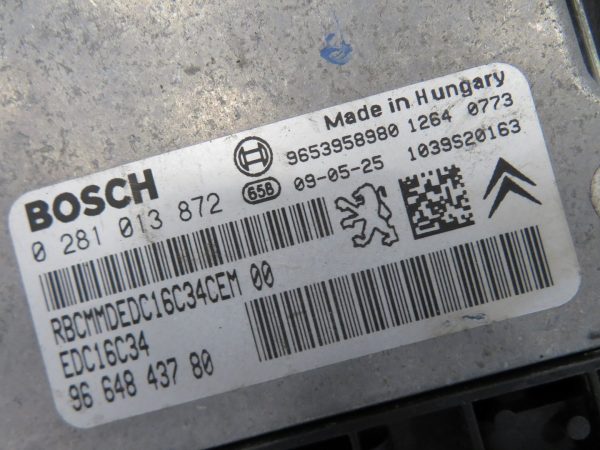 Made in Hungary
BOSCH
9653958980 1264 0773
658 09-05-25 1039S20163
0 281 013 872
RBCMMDEDC16C34CEM 00
EDC16C34
96 648 437 80